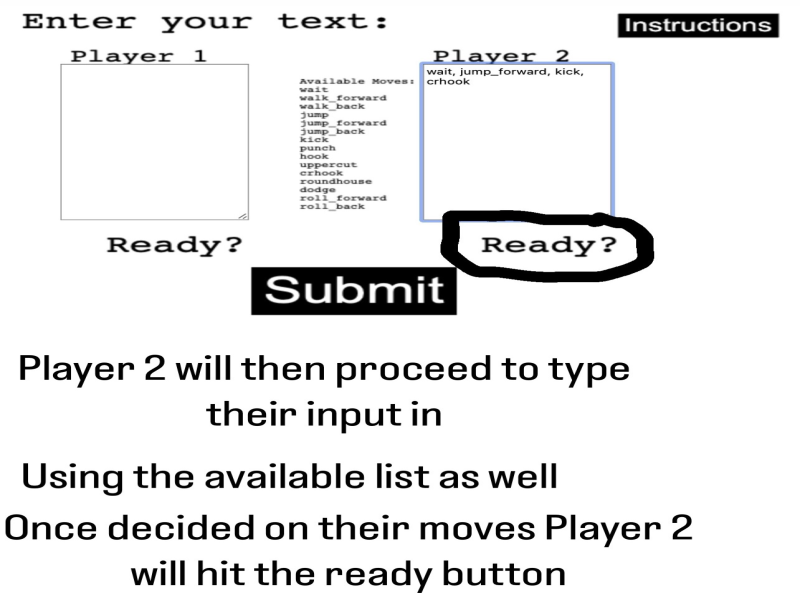 Enter your text:
Instructions
Player 1
Player 2
Available Moves:
wait
walk_forward
walk_back
jump
jump_forward
jump_back
kick
punch
hook
uppercut
crhook
roundhouse
dodge
roll_forward
roll_back
wait, jump_forward, kick,
crhook
Ready?
Ready?
Submit
Player 2 will then proceed to type
their input in
Using the available list as well
Once decided on their moves Player 2
will hit the ready button